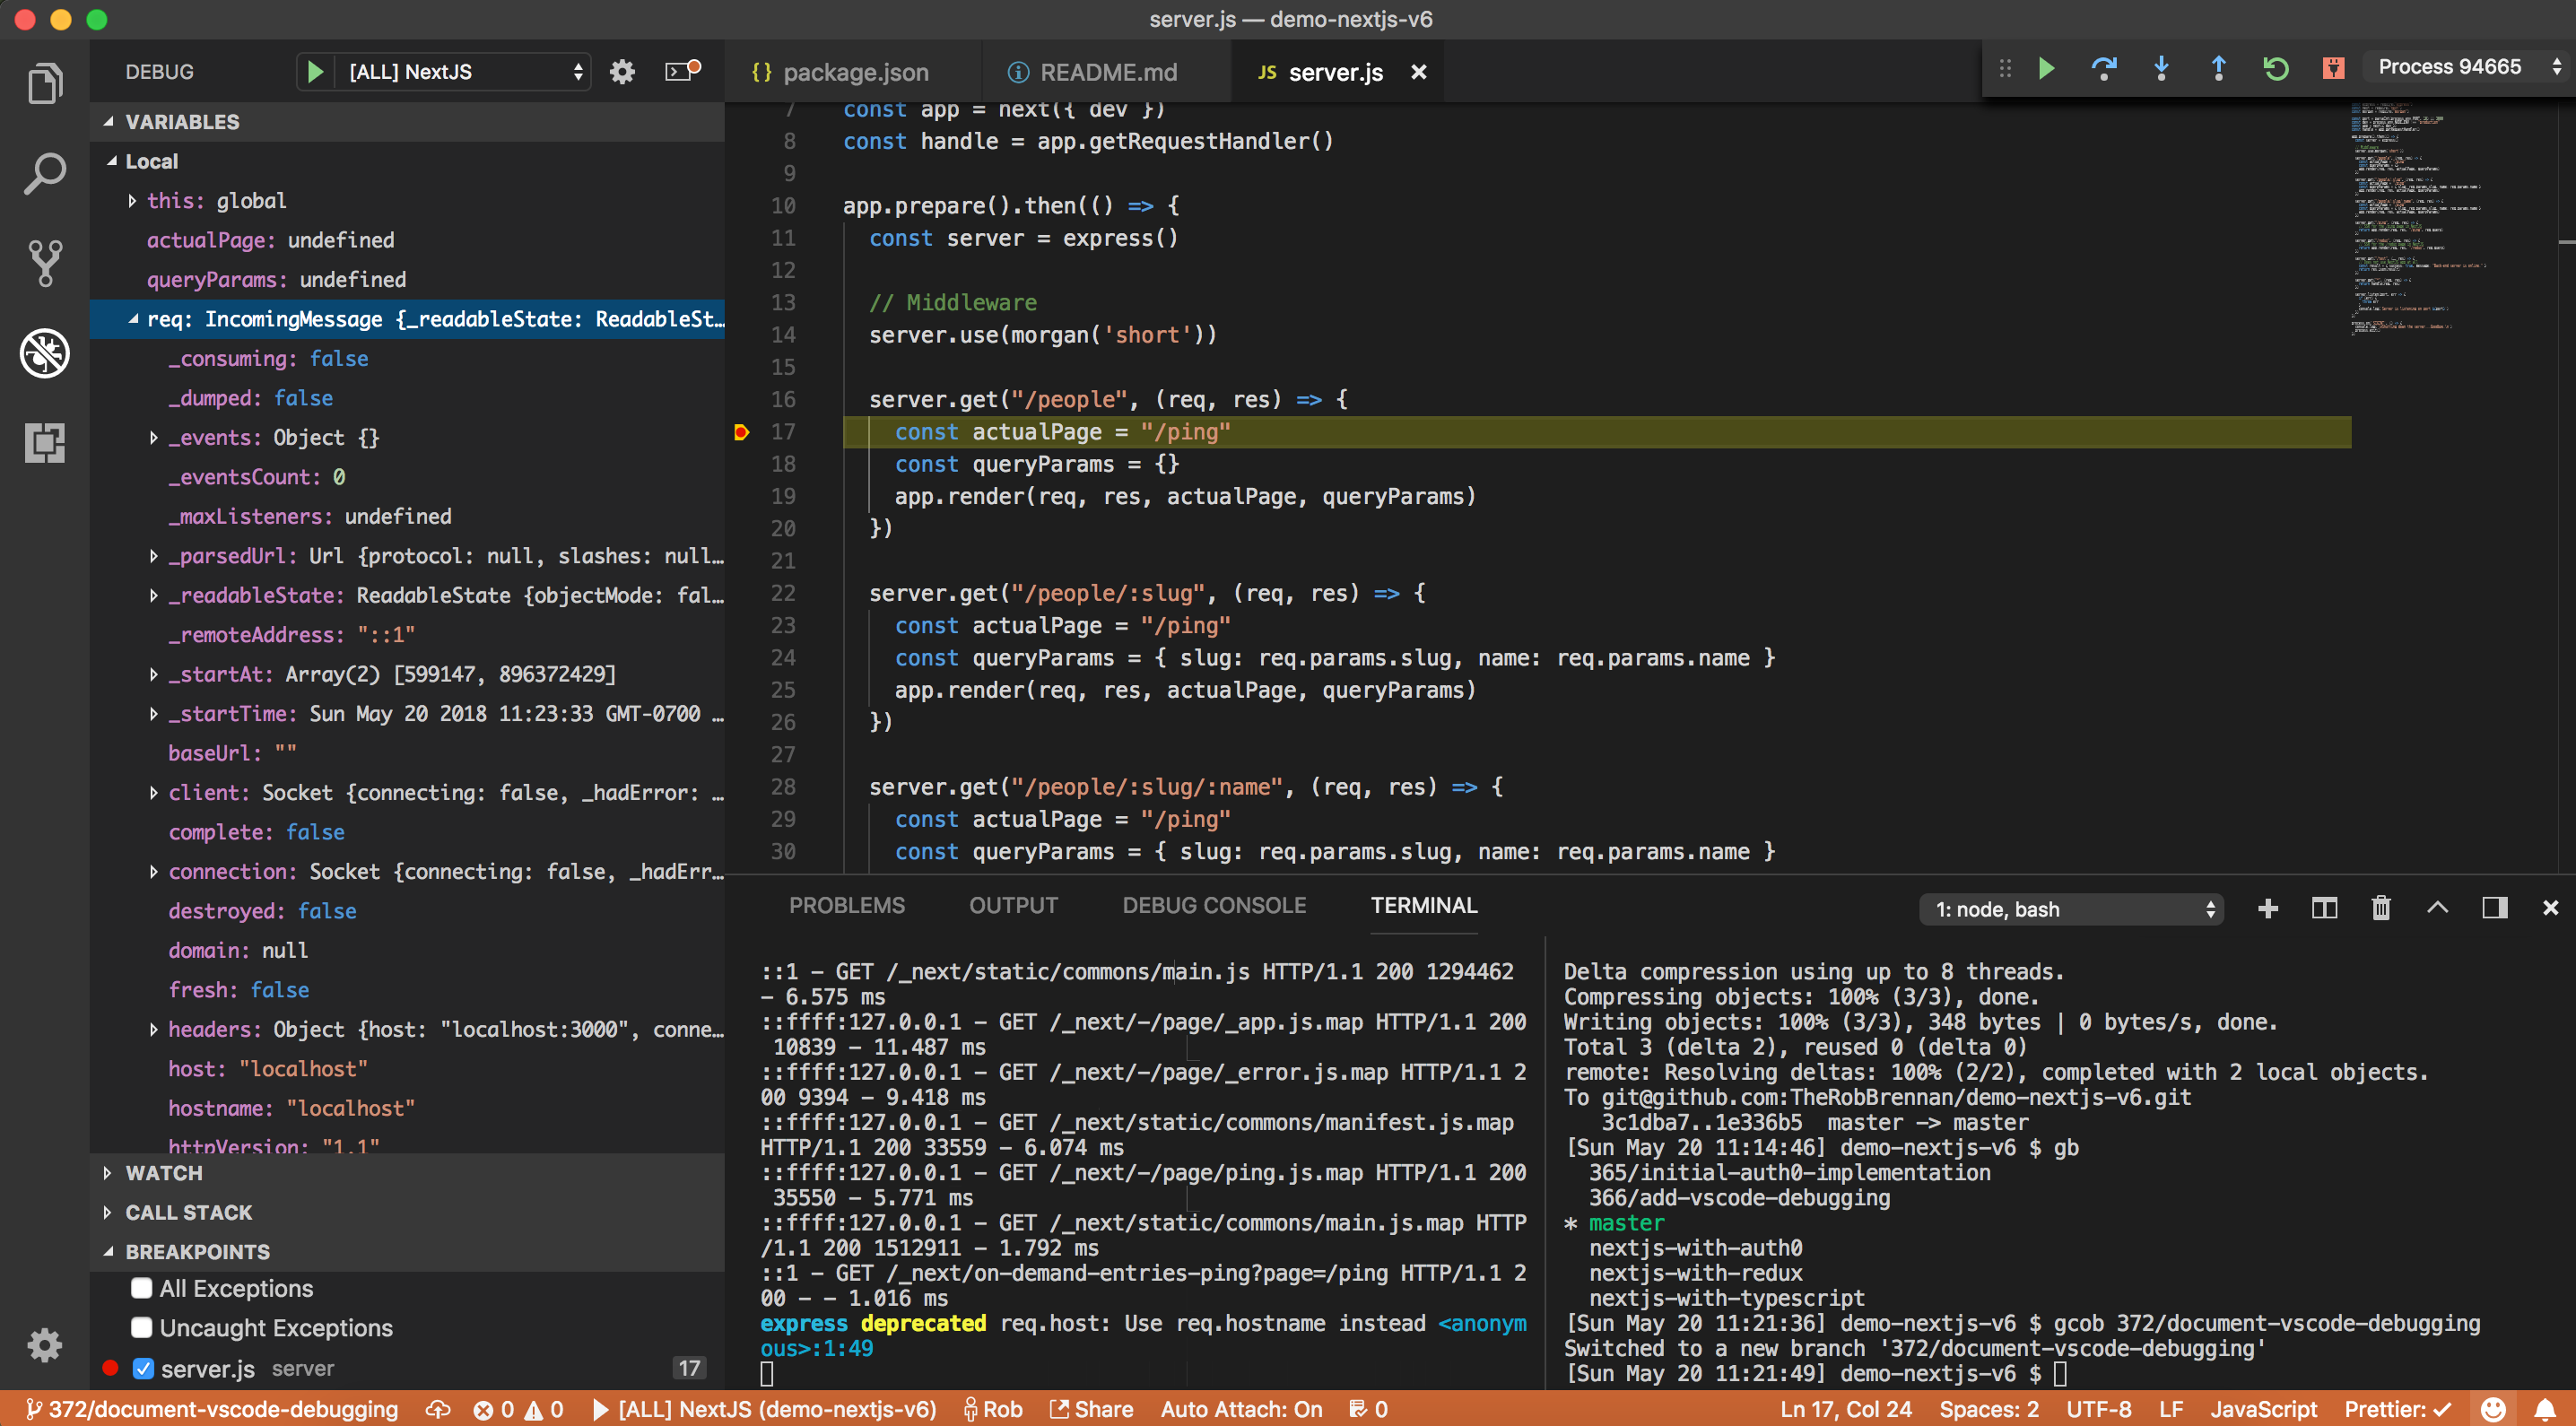 server.js — demo-nextjs-v6
DEBUG
[ALL] NextJS
{} package.json
README.md
JS server.js
Process 94665
VARIABLES
Local
this: global
actualPage: undefined
queryParams: undefined
req: IncomingMessage {_readableState: ReadableSt…
_consuming: false
_dumped: false
_events: Object {}
_eventsCount: 0
_maxListeners: undefined
_parsedUrl: Url {protocol: null, slashes: null…
_readableState: ReadableState {objectMode: fal…
_remoteAddress: "::1"
_startAt: Array(2) [599147, 896372429]
_startTime: Sun May 20 2018 11:23:33 GMT-0700 …
baseUrl: ""
client: Socket {connecting: false, _hadError: …
complete: false
connection: Socket {connecting: false, _hadErr…
destroyed: false
domain: null
fresh: false
headers: Object {host: "localhost:3000", conne…
host: "localhost"
hostname: "localhost"
httpVersion: "1.1"
WATCH
CALL STACK
BREAKPOINTS
All Exceptions
Uncaught Exceptions
server.js server 17
7 const app = next({ dev })
8 const handle = app.getRequestHandler()
9
10 app.prepare().then(() => {
11 const server = express()
12
13 // Middleware
14 server.use(morgan('short'))
15
16 server.get("/people", (req, res) => {
17 const actualPage = "/ping"
18 const queryParams = {}
19 app.render(req, res, actualPage, queryParams)
20 })
21
22 server.get("/people/:slug", (req, res) => {
23 const actualPage = "/ping"
24 const queryParams = { slug: req.params.slug, name: req.params.name }
25 app.render(req, res, actualPage, queryParams)
26 })
27
28 server.get("/people/:slug/:name", (req, res) => {
29 const actualPage = "/ping"
30 const queryParams = { slug: req.params.slug, name: req.params.name }
PROBLEMS
OUTPUT
DEBUG CONSOLE
TERMINAL
1: node, bash
::1 - GET /_next/static/commons/main.js HTTP/1.1 200 1294462
- 6.575 ms
::ffff:127.0.0.1 - GET /_next/-/page/_app.js.map HTTP/1.1 200
10839 - 11.487 ms
::ffff:127.0.0.1 - GET /_next/-/page/_error.js.map HTTP/1.1 2
00 9394 - 9.418 ms
::ffff:127.0.0.1 - GET /_next/static/commons/manifest.js.map
HTTP/1.1 200 33559 - 6.074 ms
::ffff:127.0.0.1 - GET /_next/-/page/ping.js.map HTTP/1.1 200
35550 - 5.771 ms
::ffff:127.0.0.1 - GET /_next/static/commons/main.js.map HTTP
/1.1 200 1512911 - 1.792 ms
::1 - GET /_next/on-demand-entries-ping?page=/ping HTTP/1.1 2
00 - - 1.016 ms
express deprecated req.host: Use req.hostname instead <anonym
ous>:1:49
Delta compression using up to 8 threads.
Compressing objects: 100% (3/3), done.
Writing objects: 100% (3/3), 348 bytes | 0 bytes/s, done.
Total 3 (delta 2), reused 0 (delta 0)
remote: Resolving deltas: 100% (2/2), completed with 2 local objects.
To git@github.com:TheRobBrennan/demo-nextjs-v6.git
3c1dba7..1e336b5 master -> master
[Sun May 20 11:14:46] demo-nextjs-v6 $ gb
365/initial-auth0-implementation
366/add-vscode-debugging
* master
nextjs-with-auth0
nextjs-with-redux
nextjs-with-typescript
[Sun May 20 11:21:36] demo-nextjs-v6 $ gcob 372/document-vscode-debugging
Switched to a new branch '372/document-vscode-debugging'
[Sun May 20 11:21:49] demo-nextjs-v6 $
372/document-vscode-debugging
0
0
[ALL] NextJS (demo-nextjs-v6)
Rob
Share
Auto Attach: On
0
Ln 17, Col 24
Spaces: 2
UTF-8
LF
JavaScript
Prettier: ✓